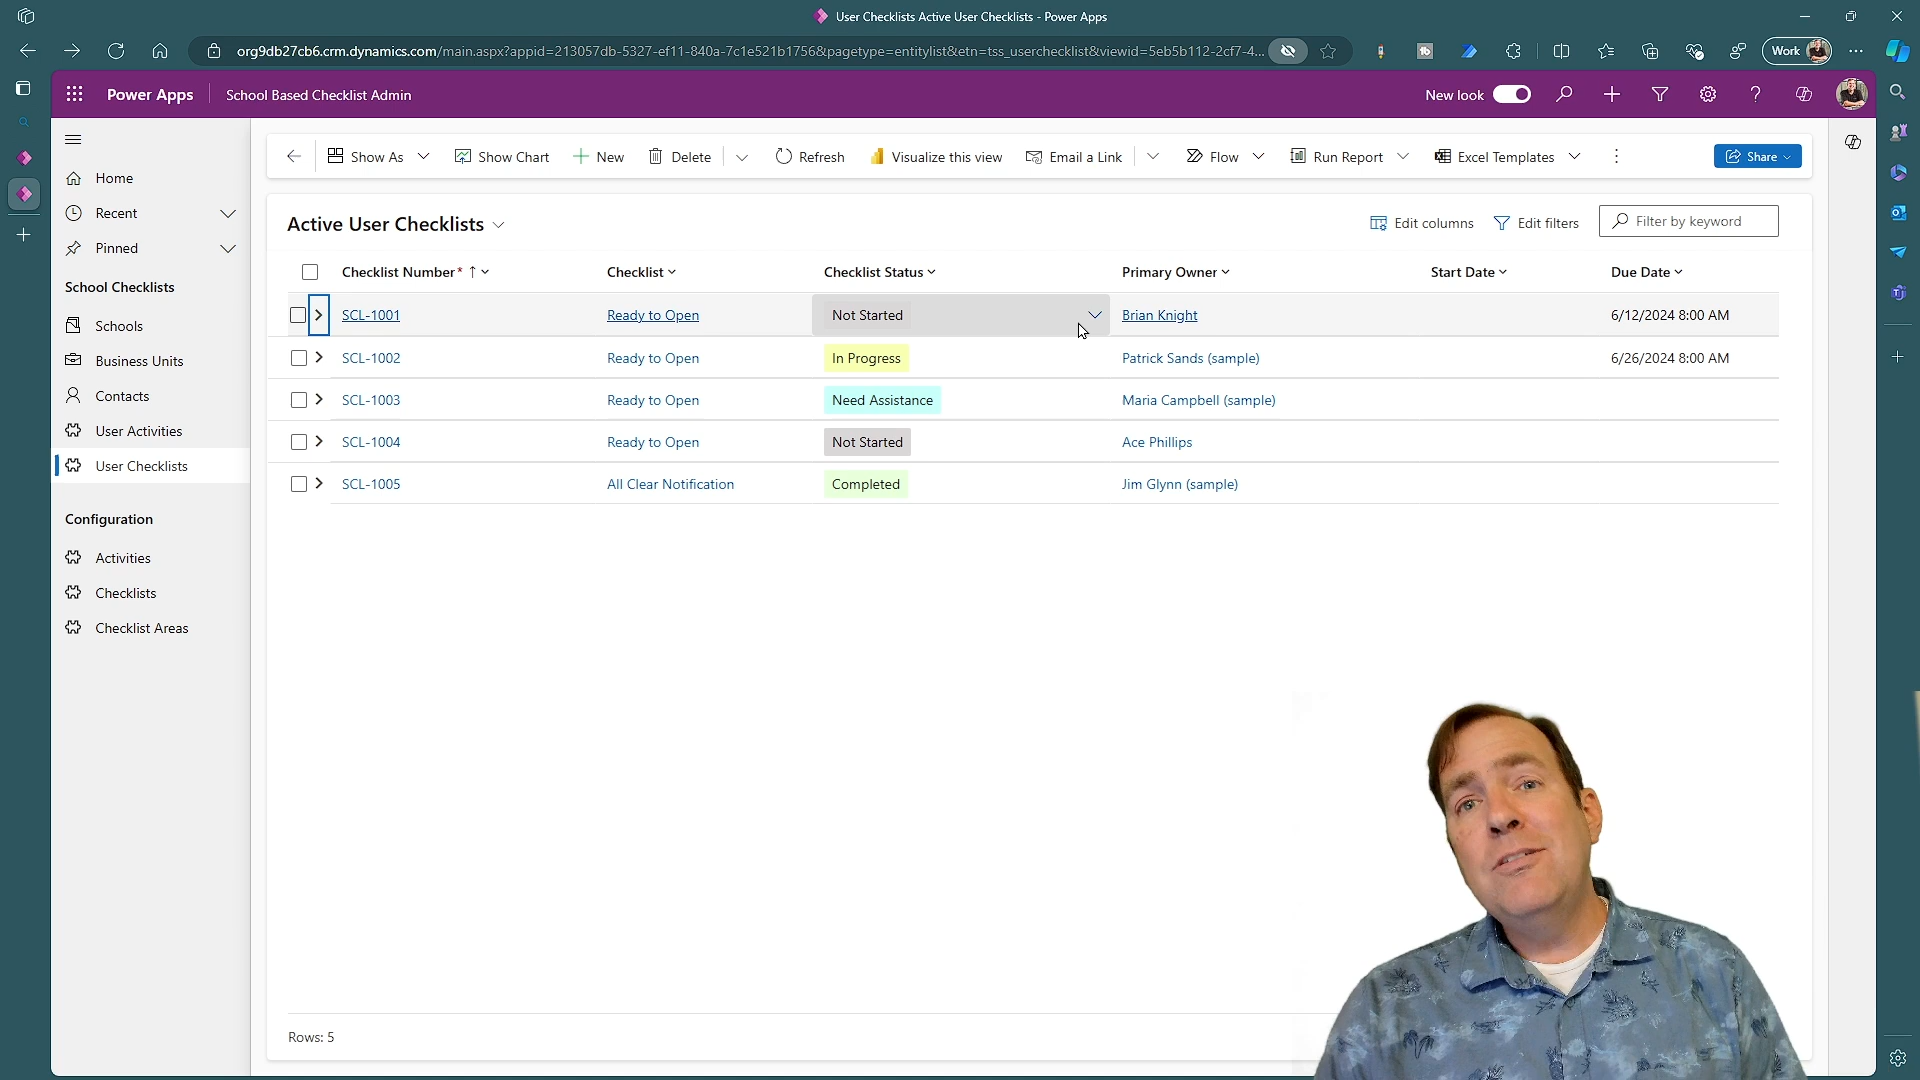 User Checklists Active User Checklists - Power Apps
org9db27cb6.crm.dynamics.com/main.aspx?appid=213057db-5327-ef11-840a-7c1e521b1756&pagetype=entitylist&etn=tss_userchecklist&viewid=5eb5b112-2cf7-4...
Work
Power Apps
School Based Checklist Admin
New look
Show As
Show Chart
New
Delete
Refresh
Visualize this view
Email a Link
Flow
Run Report
Excel Templates
Share
Home
Recent
Pinned
School Checklists
Schools
Business Units
Contacts
User Activities
User Checklists
Configuration
Activities
Checklists
Checklist Areas
Active User Checklists
Edit columns
Edit filters
Filter by keyword
Checklist Number* Checklist Checklist Status Primary Owner Start Date Due Date
SCL-1001 Ready to Open Not Started Brian Knight 6/12/2024 8:00 AM
SCL-1002 Ready to Open In Progress Patrick Sands (sample) 6/26/2024 8:00 AM
SCL-1003 Ready to Open Need Assistance Maria Campbell (sample)
SCL-1004 Ready to Open Not Started Ace Phillips
SCL-1005 All Clear Notification Completed Jim Glynn (sample)
Rows: 5